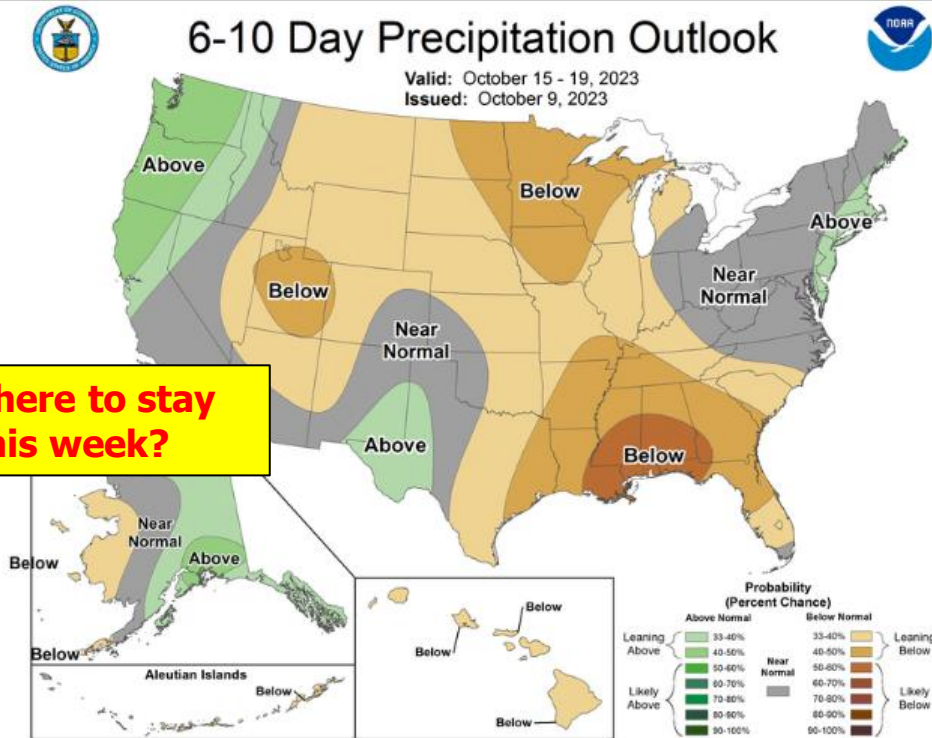 NOAA
6-10 Day Precipitation Outlook
Valid: October 15 - 19, 2023
Issued: October 9, 2023
Above
Below
Above
Below
Near
Normal
Near
Normal
here to stay
his week?
Above
Below
Near
Normal
Above
Below
Below
Aleutian Islands
Below
Below
Below
Below
Probability
(Percent Chance)
Above Normal
Below Normal
Leaning
Above
33-40%
40-50%
50-60%
60-70%
70-80%
80-90%
90-100%
Likely
Above
Near
Normal
33-40%
40-50%
50-60%
60-70%
70-80%
80-90%
90-100%
Leaning
Below
Likely
Below